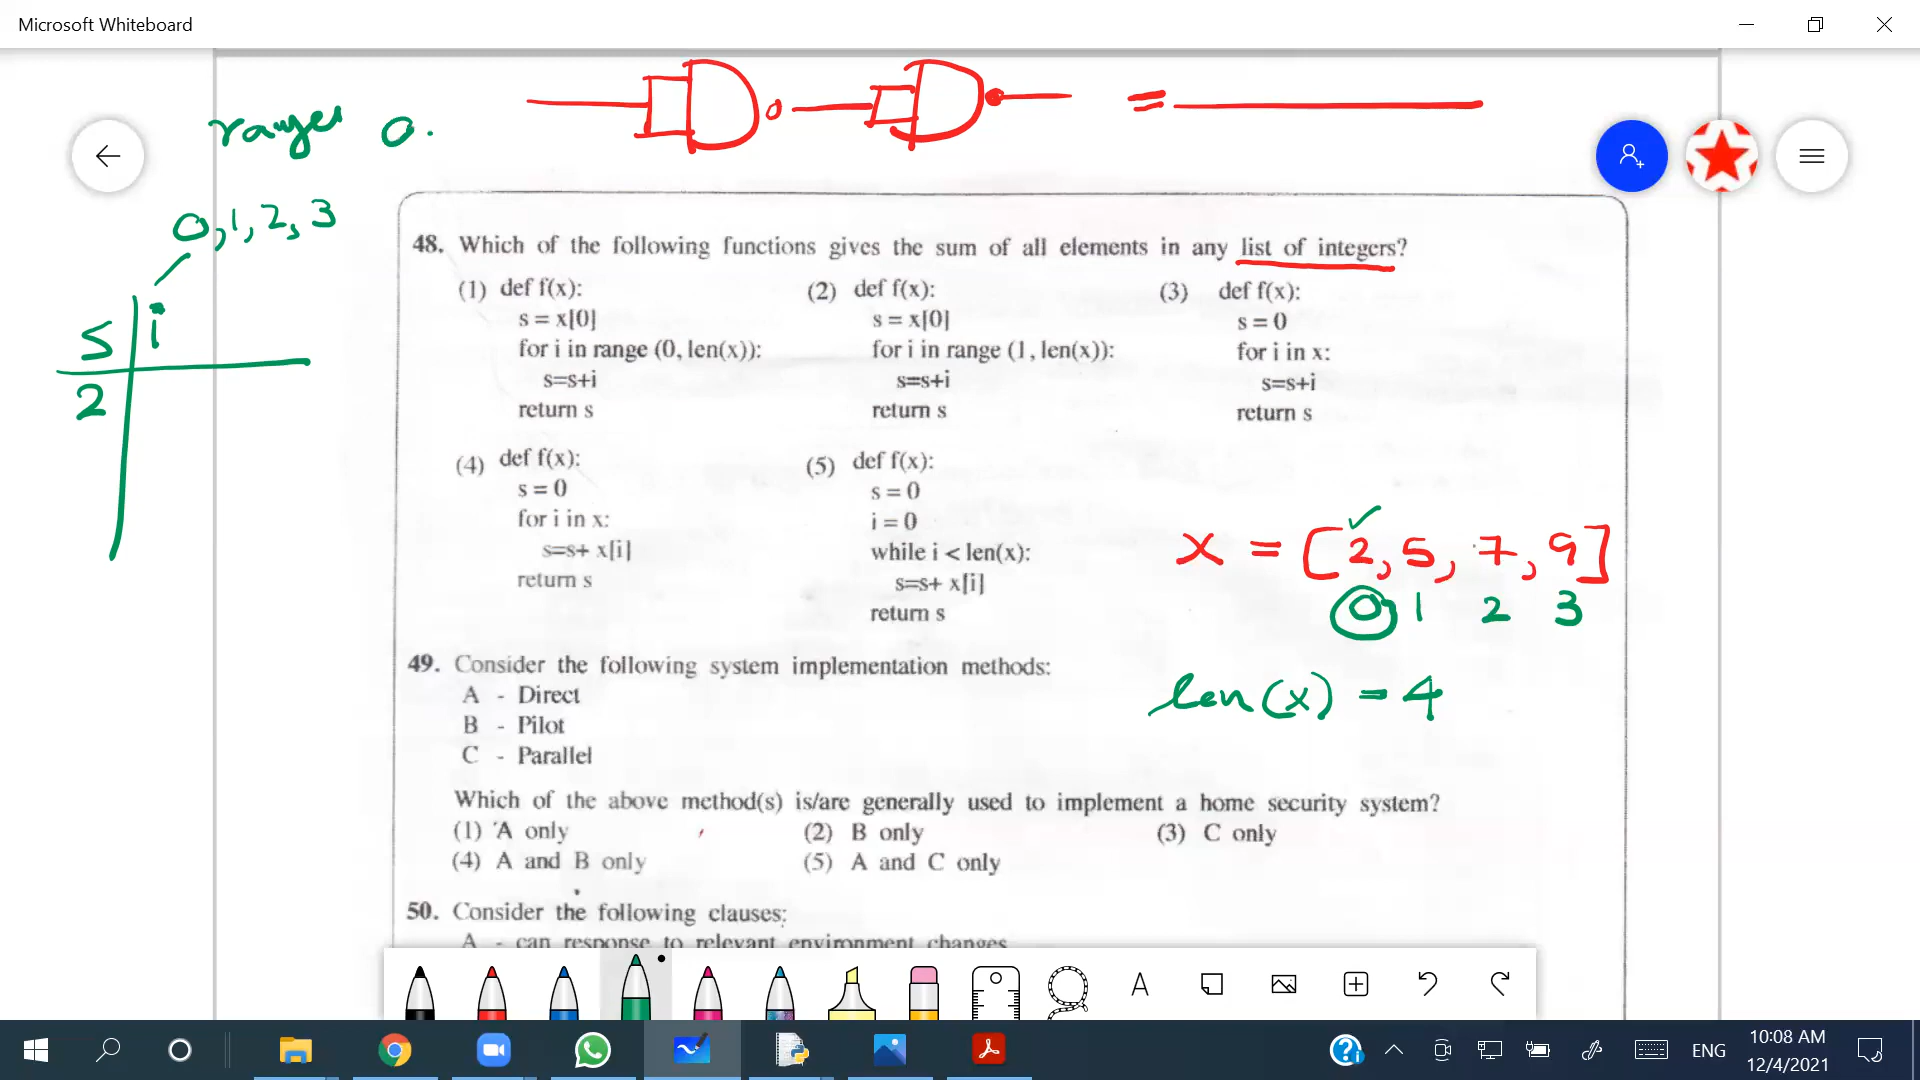 Microsoft Whiteboard
ranges 0.
=
0,1,2,3
s i
2
48. Which of the following functions gives the sum of all elements in any list of integers?
(1) def f(x):
s = x[0]
for i in range (0, len(x)):
s=s+i
return s
(2) def f(x):
s = x[0]
for i in range (1, len(x)):
s=s+i
return s
(3) def f(x):
s = 0
for i in x:
s=s+i
return s
(4) def f(x):
s = 0
for i in x:
s=s+ x[i]
return s
(5) def f(x):
s = 0
i = 0
while i < len(x):
s=s+ x[i]
return s
x = [2, 5, 7, 9]
0 1 2 3
len(x) = 4
49. Consider the following system implementation methods:
A - Direct
B - Pilot
C - Parallel
Which of the above method(s) is/are generally used to implement a home security system?
(1) A only (2) B only (3) C only
(4) A and B only (5) A and C only
50. Consider the following clauses:
A - can response to relevant environment changes
A
ENG
10:08 AM
12/4/2021